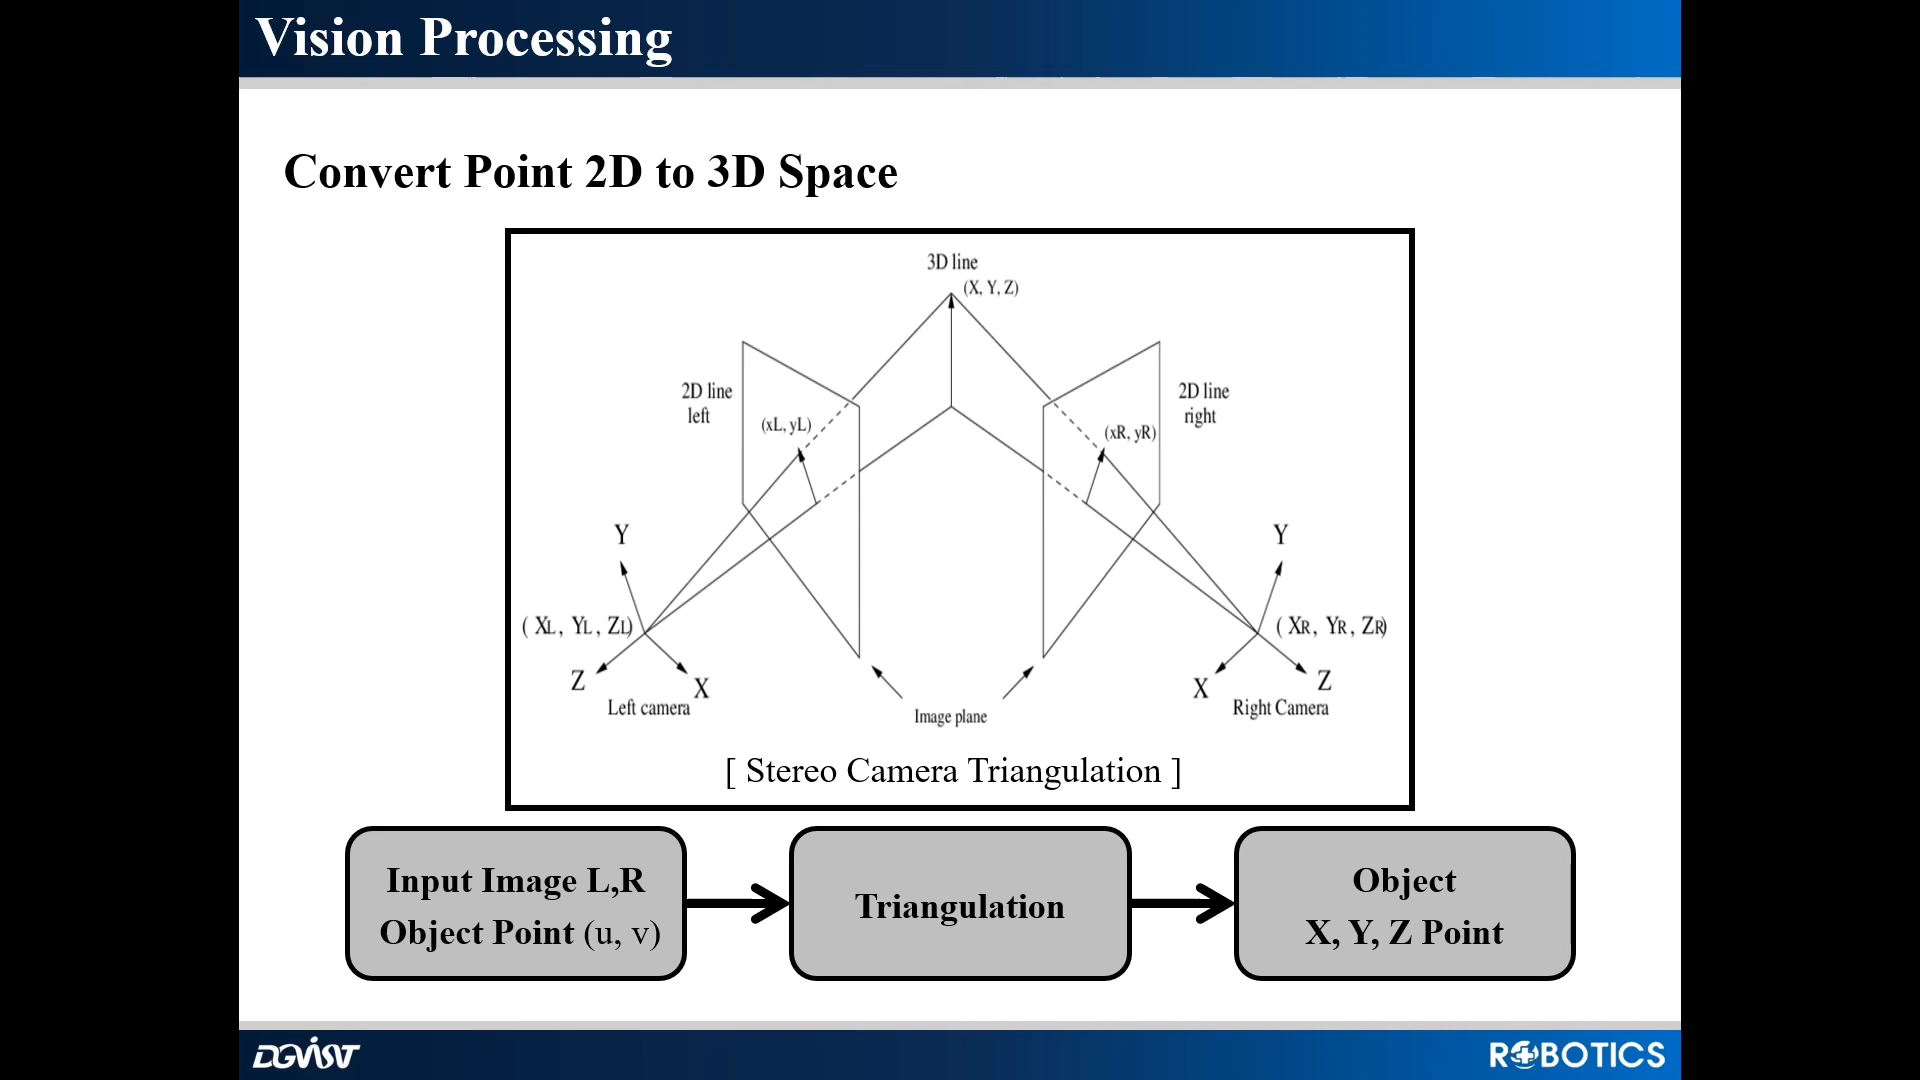 Vision Processing
Convert Point 2D to 3D Space
3D line
(X, Y, Z)
2D line
left
(xL, yL)
2D line
right
(xR, yR)
Y
( XL, YL, ZL)
Z
X
Left camera
Y
( XR, YR, ZR)
X
Z
Right Camera
Image plane
[ Stereo Camera Triangulation ]
Input Image L,R
Object Point (u, v)
Triangulation
Object
X, Y, Z Point
DGIST
ROBOTICS